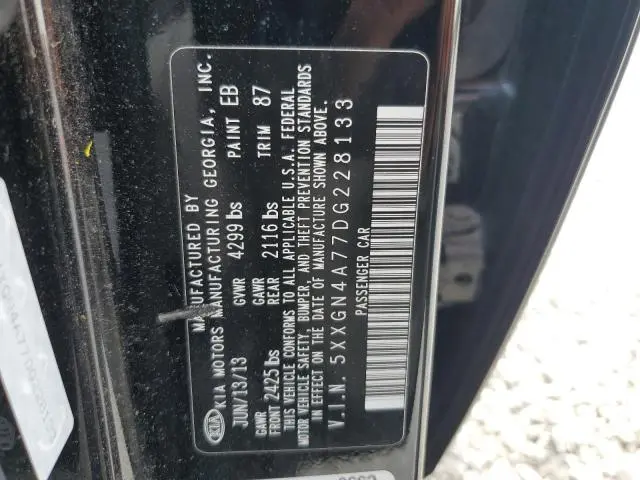 MANUFACTURED BY
KIA KIA MOTORS MANUFACTURING GEORGIA, INC.
JUN/13/13 GVWR 4299 lbs PAINT EB
GAWR FRONT 2425 lbs GAWR REAR 2116 lbs TRIM 87
THIS VEHICLE CONFORMS TO ALL APPLICABLE U.S.A. FEDERAL
MOTOR VEHICLE SAFETY, BUMPER, AND THEFT PREVENTION STANDARDS
IN EFFECT ON THE DATE OF MANUFACTURE SHOWN ABOVE.
V.I.N. 5XXGN4A77DG228133
PASSENGER CAR